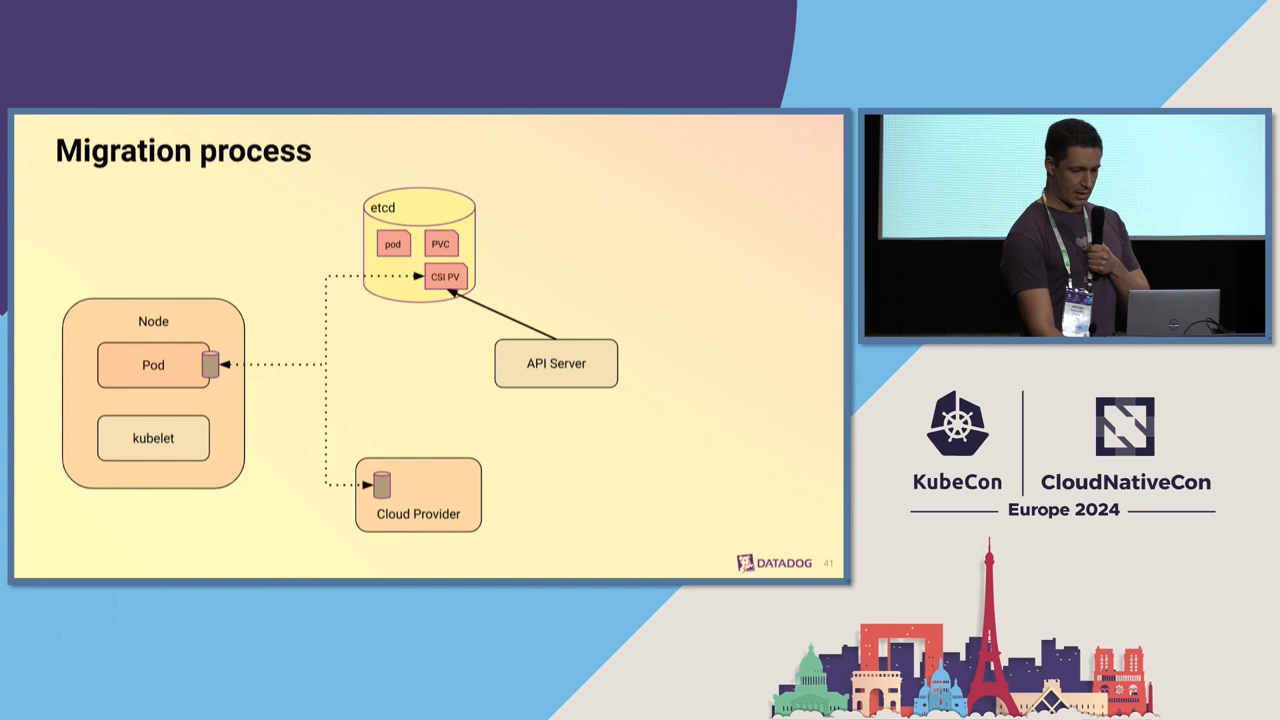 Migration process
etcd
pod
PVC
CSI PV
Node
Pod
kubelet
API Server
Cloud Provider
DATADOG
41
KubeCon
CloudNativeCon
Europe 2024